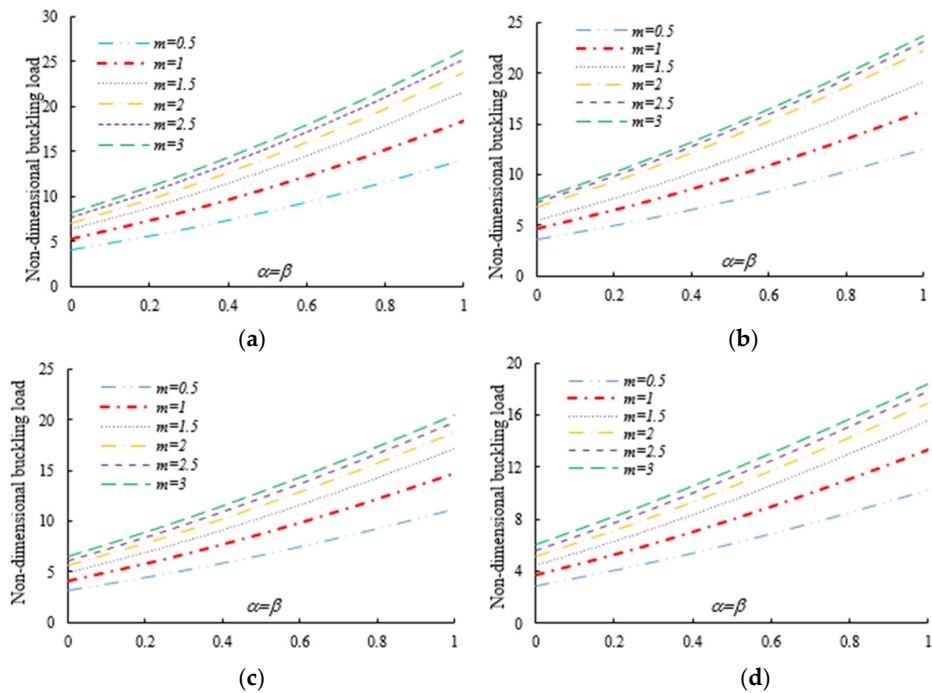 Non-dimensional buckling load
30
25
20
15
10
5
0
m=0.5
m=1
m=1.5
m=2
m=2.5
m=3
α=β
0 0.2 0.4 0.6 0.8 1
(a)
Non-dimensional buckling load
25
20
15
10
5
0
m=0.5
m=1
m=1.5
m=2
m=2.5
m=3
α=β
0 0.2 0.4 0.6 0.8 1
(b)
Non-dimensional buckling load
25
20
15
10
5
0
m=0.5
m=1
m=1.5
m=2
m=2.5
m=3
α=β
0 0.2 0.4 0.6 0.8 1
(c)
Non-dimensional buckling load
20
16
12
8
4
0
m=0.5
m=1
m=1.5
m=2
m=2.5
m=3
α=β
0 0.2 0.4 0.6 0.8 1
(d)